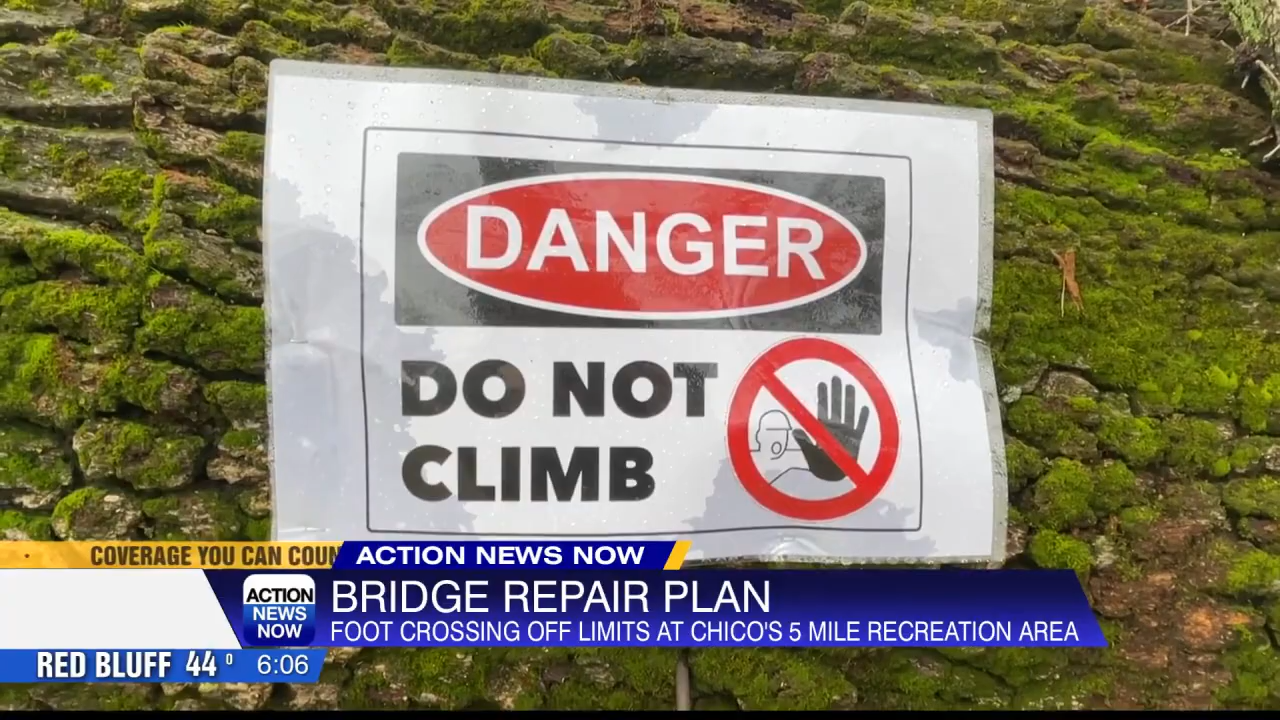 DANGER
DO NOT
CLIMB
COVERAGE YOU CAN COUN
ACTION NEWS NOW
ACTION
NEWS
NOW
BRIDGE REPAIR PLAN
FOOT CROSSING OFF LIMITS AT CHICO'S 5 MILE RECREATION AREA
RED BLUFF 44° 6:06